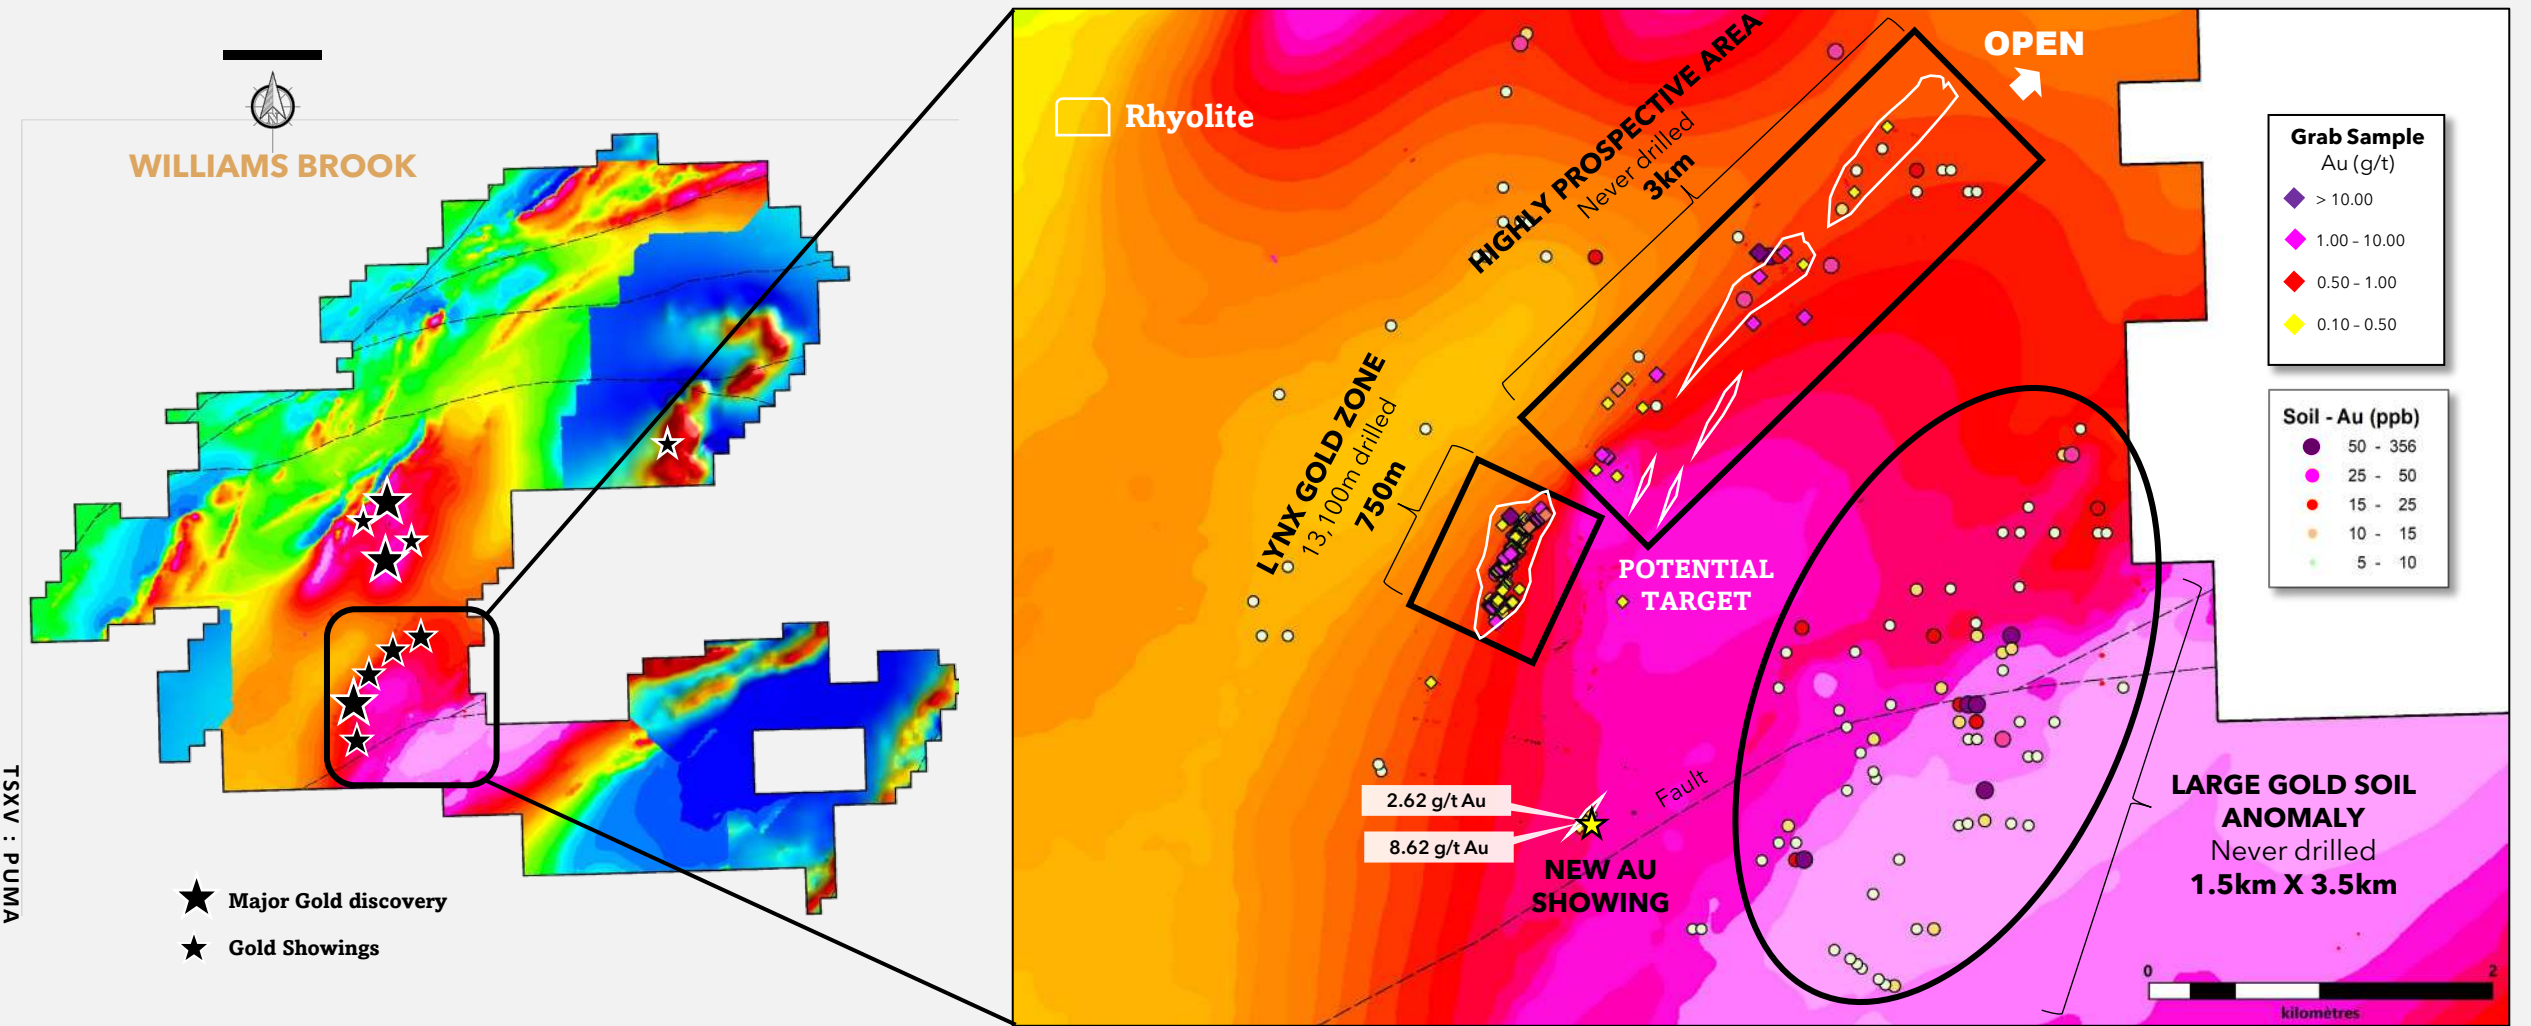 WILLIAMS BROOK
N
Major Gold discovery
Gold Showings
TSXV : PUMA
Rhyolite
HIGHLY PROSPECTIVE AREA
Never drilled
3km
OPEN
LYNX GOLD ZONE
13,100m drilled
750m
POTENTIAL
TARGET
2.62 g/t Au
8.62 g/t Au
NEW AU
SHOWING
Fault
LARGE GOLD SOIL
ANOMALY
Never drilled
1.5km X 3.5km
Grab Sample
Au (g/t)
> 10.00
1.00 – 10.00
0.50 – 1.00
0.10 – 0.50
Soil - Au (ppb)
50 - 356
25 - 50
15 - 25
10 - 15
5 - 10
0 2
kilomètres